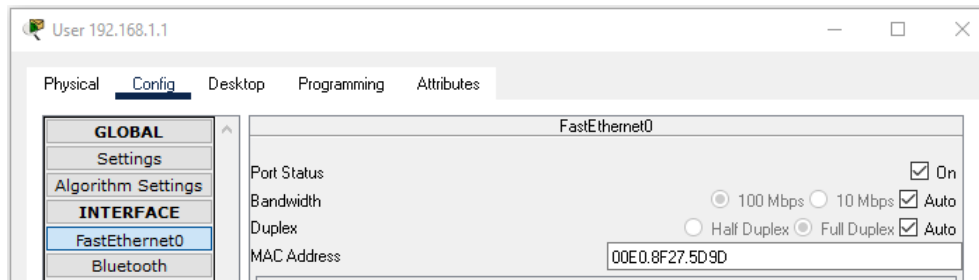 User 192.168.1.1
Physical Config Desktop Programming Attributes
GLOBAL
Settings
Algorithm Settings
INTERFACE
FastEthernet0
Bluetooth
FastEthernet0
Port Status On
Bandwidth 100 Mbps 10 Mbps Auto
Duplex Half Duplex Full Duplex Auto
MAC Address 00E0.8F27.5D9D